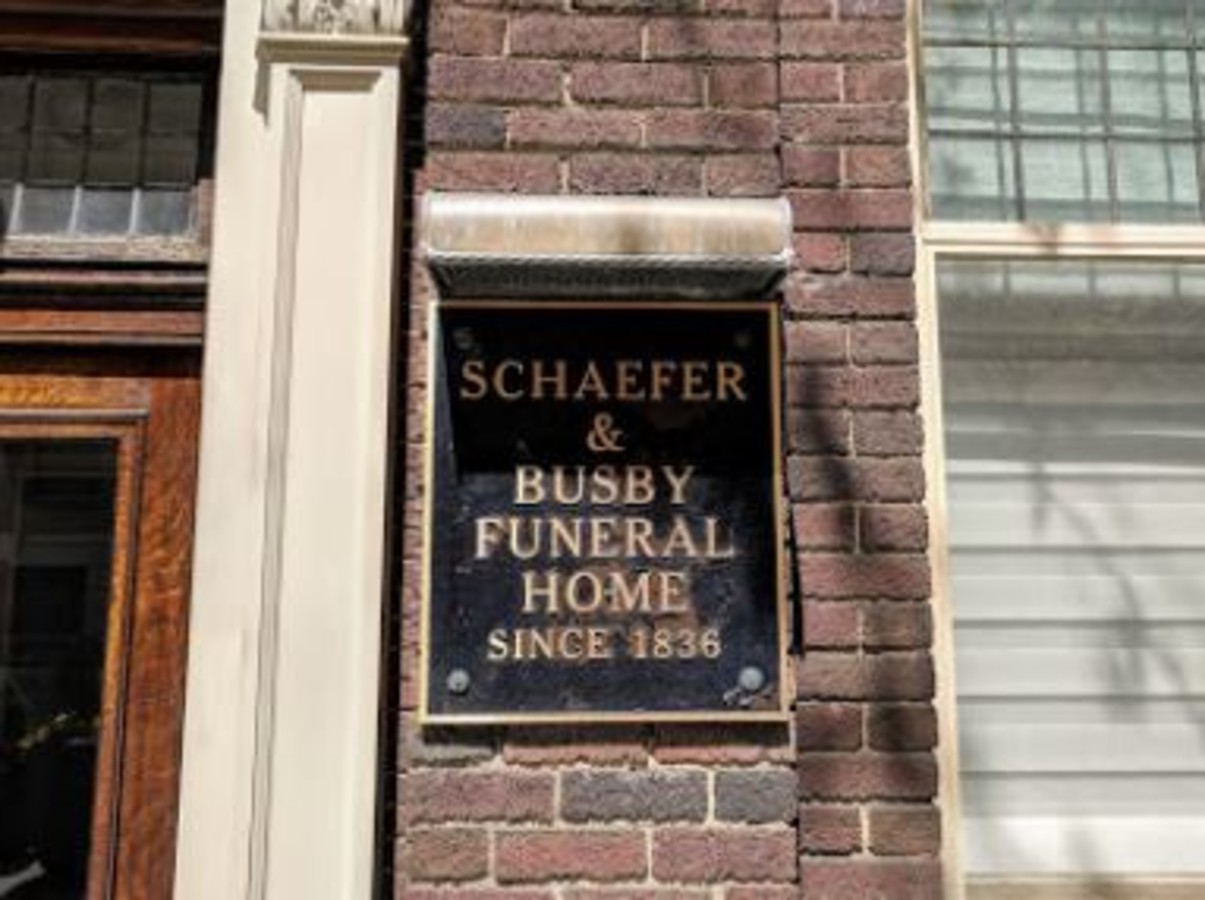 SCHAEFER
&
BUSBY
FUNERAL
HOME
SINCE 1836